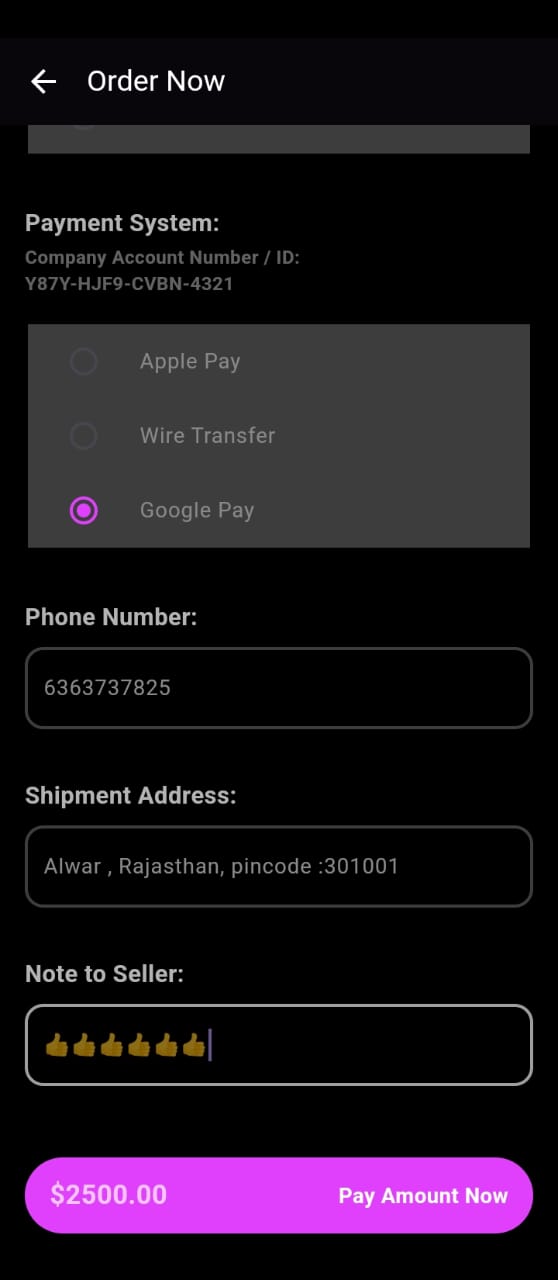 Order Now
Payment System:
Company Account Number / ID:
Y87Y-HJF9-CVBN-4321
Apple Pay
Wire Transfer
Google Pay
Phone Number:
6363737825
Shipment Address:
Alwar , Rajasthan, pincode :301001
Note to Seller:
👍👍👍👍👍👍
$2500.00 Pay Amount Now